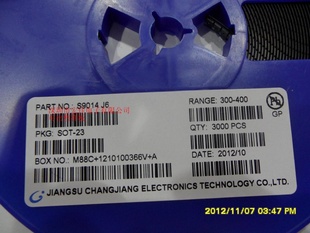 PART NO.: S9014 J6
RANGE: 300-400
PKG: SOT-23
QTY: 3000 PCS
BOX NO.: M88C+1210100366V+A
DATE: 2012/10
Pb
GP
JIANGSU CHANGJIANG ELECTRONICS TECHNOLOGY CO.,LTD.
2012/11/07 03:47 PM